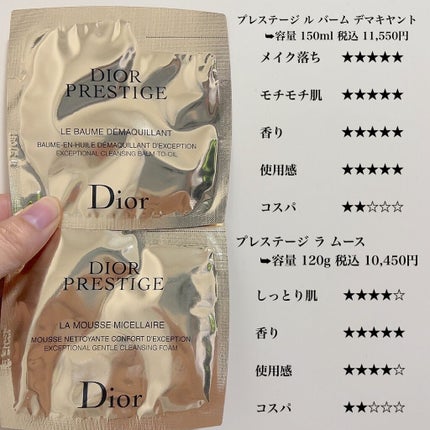 DIOR
PRESTIGE
LE BAUME DÉMAQUILLANT
BAUME-EN-HUILE DÉMAQUILLANT D'EXCEPTION
EXCEPTIONAL CLEANSING BALM-TO-OIL
Dior
DIOR
PRESTIGE
LA MOUSSE MICELLAIRE
MOUSSE NETTOYANTE CONFORT D'EXCEPTION
EXCEPTIONAL GENTLE CLEANSING FOAM
Dior
プレステージ ル バーム デマキヤント
➥容量 150ml 税込 11,550円
メイク落ち ★★★★★
モチモチ肌 ★★★★★
香り ★★★★★
使用感 ★★★★★
コスパ ★★☆☆☆
プレステージ ラ ムース
➥容量 120g 税込 10,450円
しっとり肌 ★★★★☆
香り ★★★★★
使用感 ★★★★☆
コスパ ★★☆☆☆